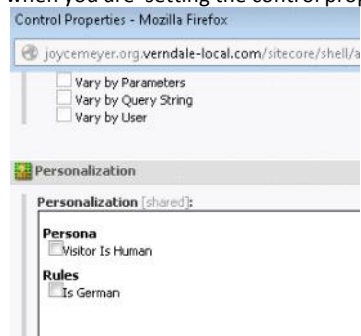 when you are setting the control prop
Control Properties - Mozilla Firefox
joycemeyer.org.verndale-local.com/sitecore/shell/a
Vary by Parameters
Vary by Query String
Vary by User
Personalization
Personalization [shared]:
Persona
Visitor Is Human
Rules
Is German